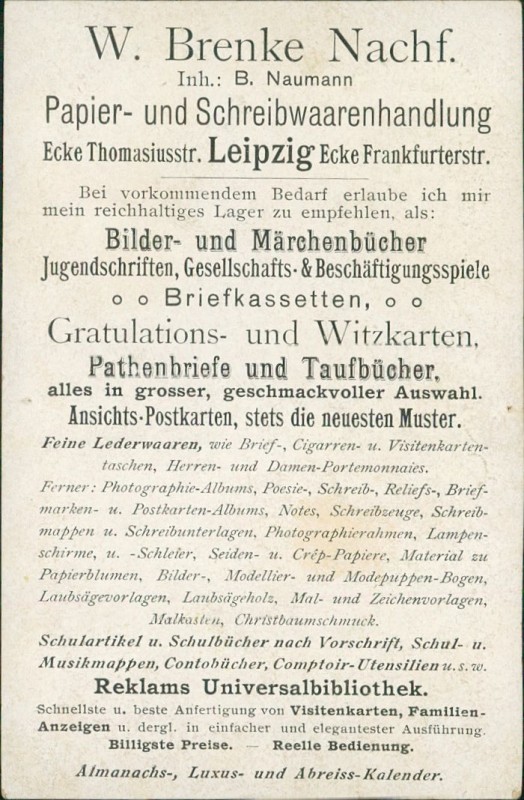 W. Brenke Nachf.
Inh.: B. Naumann
Papier- und Schreibwaarenhandlung
Ecke Thomasiusstr. Leipzig Ecke Frankfurterstr.
Bei vorkommendem Bedarf erlaube ich mir
mein reichhaltiges Lager zu empfehlen, als:
Bilder- und Märchenbücher
Jugendschriften, Gesellschafts- & Beschäftigungsspiele
o o Briefkassetten, o o
Gratulations- und Witzkarten,
Pathenbriefe und Taufbücher,
alles in grosser, geschmackvoller Auswahl.
Ansichts-Postkarten, stets die neuesten Muster.
Feine Lederwaaren, wie Brief-, Cigarren- u. Visitenkarten-
taschen, Herren- und Damen-Portemonnaies.
Ferner: Photographie-Albums, Poesie-, Schreib-, Reliefs-, Brief-
marken- u. Postkarten-Albums, Notes, Schreibzeuge, Schreib-
mappen u. Schreibunterlagen, Photographierahmen, Lampen-
schirme, u. -Schleier, Seiden- u. Crêp-Papiere, Material zu
Papierblumen, Bilder-, Modellier- und Modepuppen-Bogen,
Laubsägevorlagen, Laubsägeholz, Mal- und Zeichenvorlagen,
Malkasten, Christbaumschmuck.
Schulartikel u. Schulbücher nach Vorschrift, Schul- u.
Musikmappen, Contobücher, Comptoir-Utensilien u. s. w.
Reklams Universalbibliothek.
Schnellste u. beste Anfertigung von Visitenkarten, Familien-
Anzeigen u. dergl. in einfacher und elegantester Ausführung.
Billigste Preise. — Reelle Bedienung.
Almanachs-, Luxus- und Abreiss-Kalender.